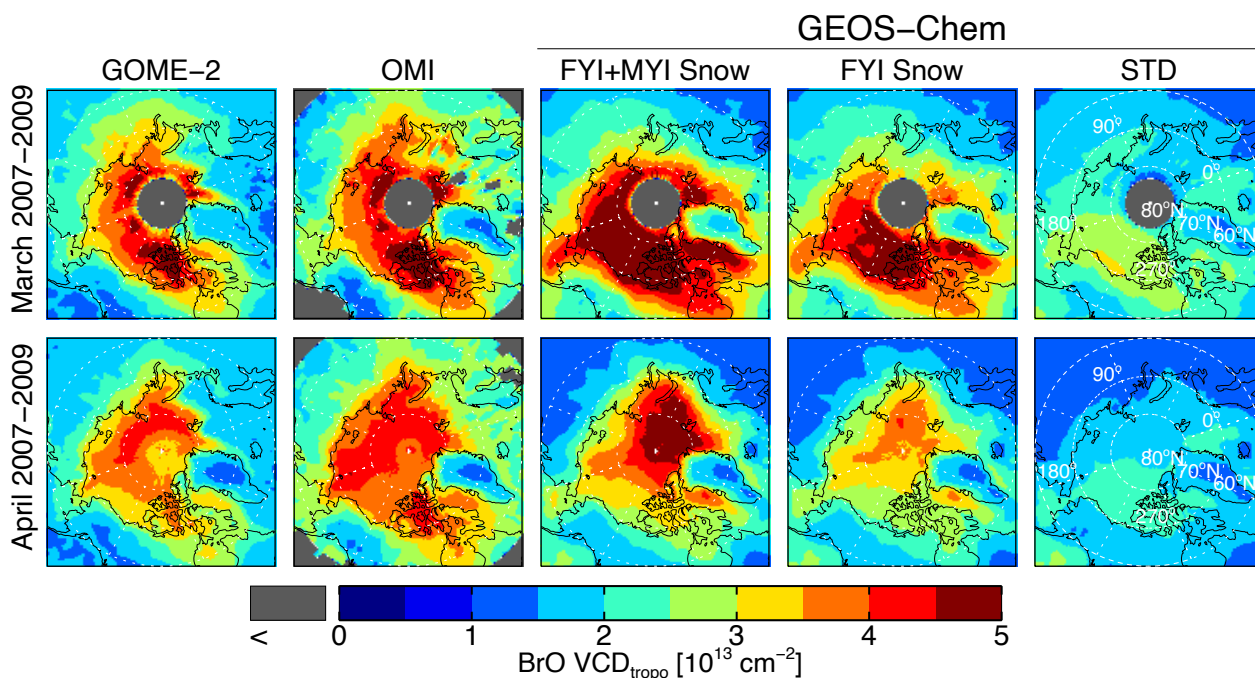 GEOS−Chem
GOME−2 OMI FYI+MYI Snow FYI Snow STD
March 2007−2009
90° 0° 180° 80°N 70°N 60°N 270°
April 2007−2009
90° 0° 180° 80°N 70°N 60°N 270°
< 0 1 2 3 4 5
BrO VCD_tropo [10^13 cm^−2]